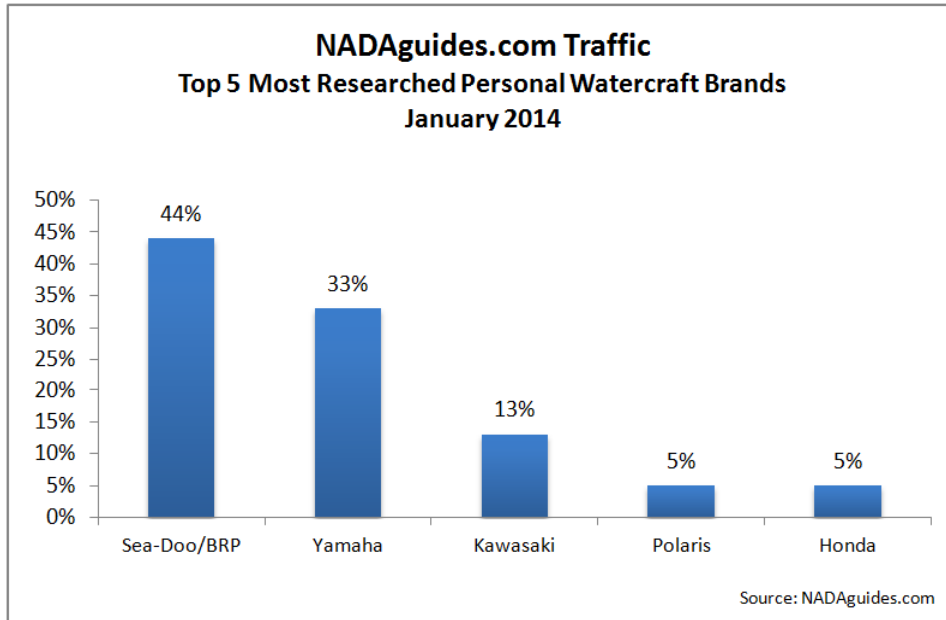 NADAguides.com Traffic
Top 5 Most Researched Personal Watercraft Brands
January 2014
50%
45%
40%
35%
30%
25%
20%
15%
10%
5%
0%
44%
33%
13%
5%
5%
Sea-Doo/BRP
Yamaha
Kawasaki
Polaris
Honda
Source: NADAguides.com